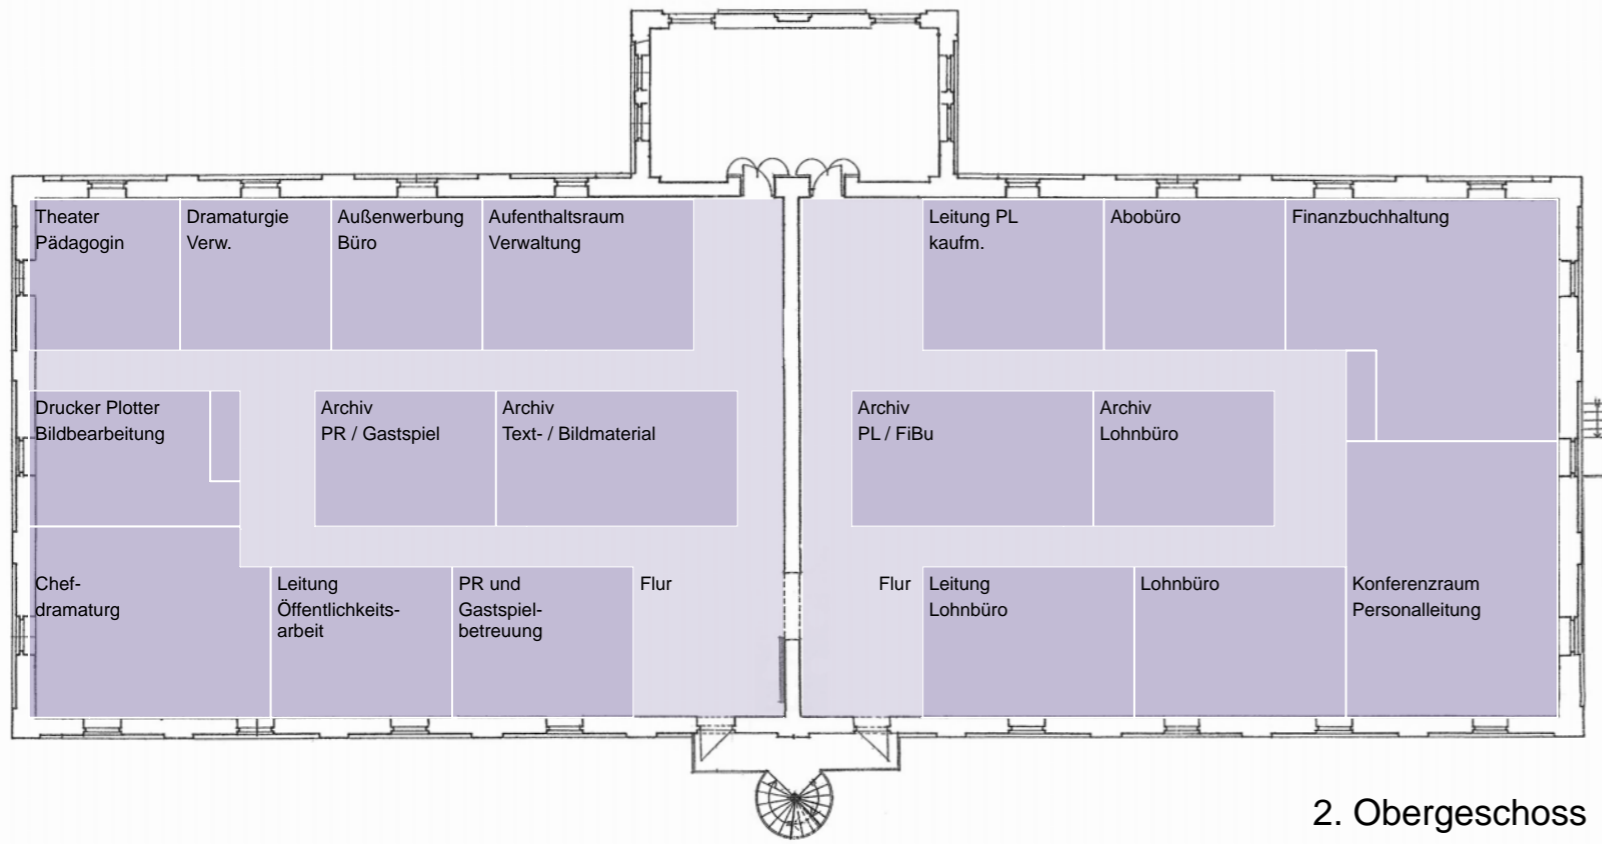 Theater
Pädagogin
Dramaturgie
Verw.
Außenwerbung
Büro
Aufenthaltsraum
Verwaltung
Leitung PL
kaufm.
Abobüro
Finanzbuchhaltung
Drucker Plotter
Bildbearbeitung
Archiv
PR / Gastspiel
Archiv
Text- / Bildmaterial
Archiv
PL / FiBu
Archiv
Lohnbüro
Chef-
dramaturg
Leitung
Öffentlichkeits-
arbeit
PR und
Gastspiel-
betreuung
Flur
Flur
Leitung
Lohnbüro
Lohnbüro
Konferenzraum
Personalleitung
2. Obergeschoss